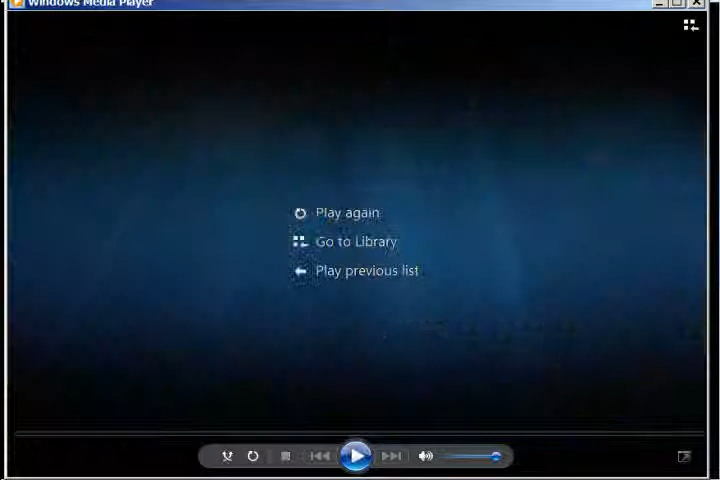 Windows Media Player
Play again
Go to Library
Play previous list